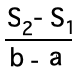 S₂ - S₁
b - a